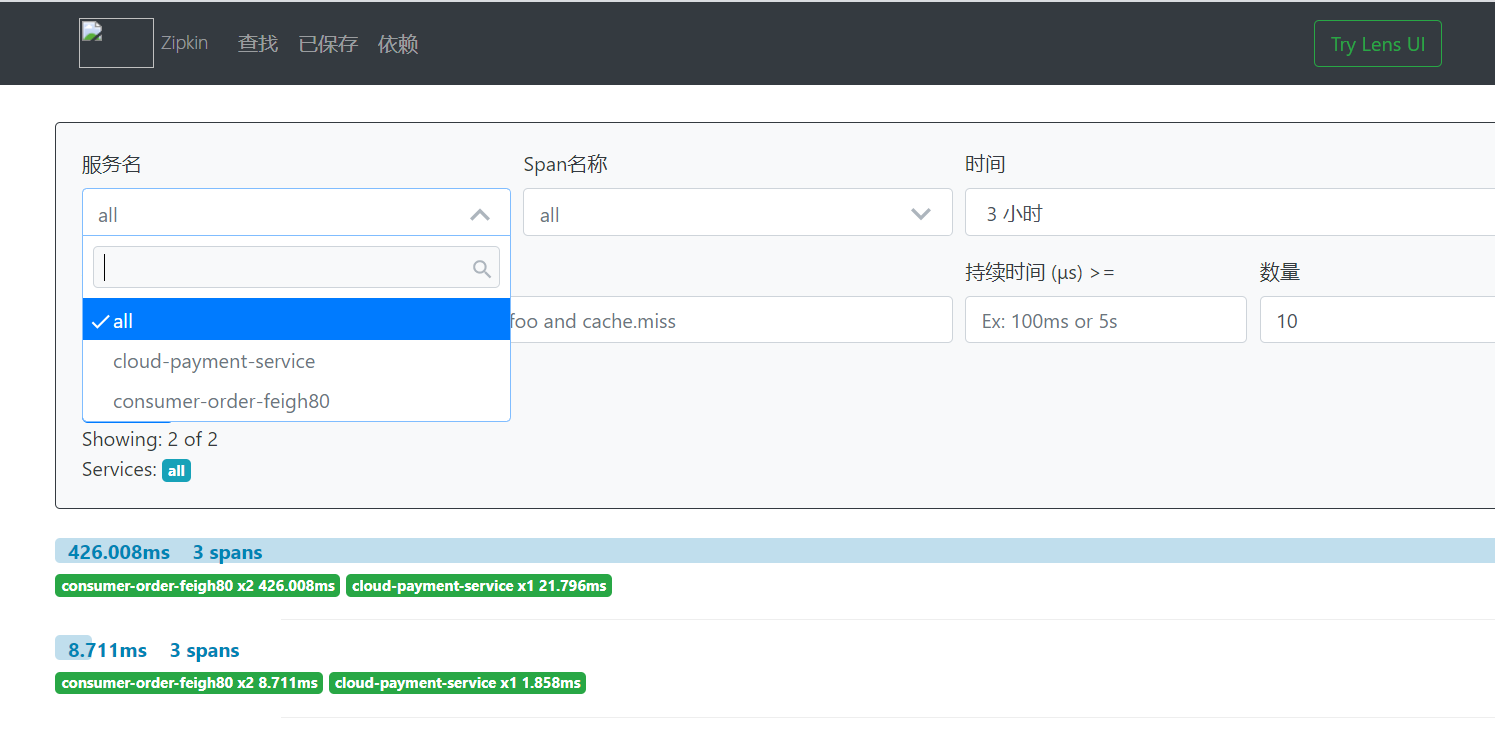 Zipkin 查找 已保存 依赖 Try Lens UI
服务名 Span名称 时间
all all 3 小时
持续时间 (μs) >= 数量
all foo and cache.miss Ex: 100ms or 5s 10
cloud-payment-service
consumer-order-feigh80
Showing: 2 of 2
Services: all
426.008ms 3 spans
consumer-order-feigh80 x2 426.008ms cloud-payment-service x1 21.796ms
8.711ms 3 spans
consumer-order-feigh80 x2 8.711ms cloud-payment-service x1 1.858ms